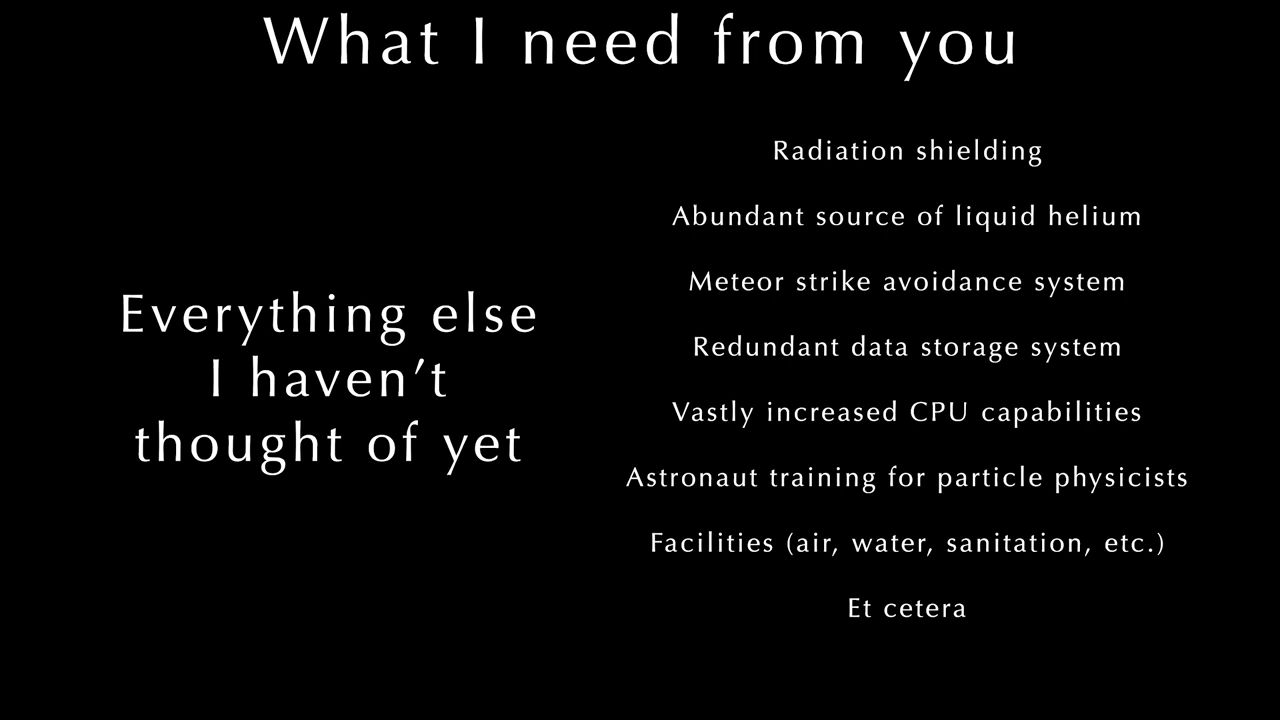 What I need from you
Everything else
I haven’t
thought of yet
Radiation shielding
Abundant source of liquid helium
Meteor strike avoidance system
Redundant data storage system
Vastly increased CPU capabilities
Astronaut training for particle physicists
Facilities (air, water, sanitation, etc.)
Et cetera